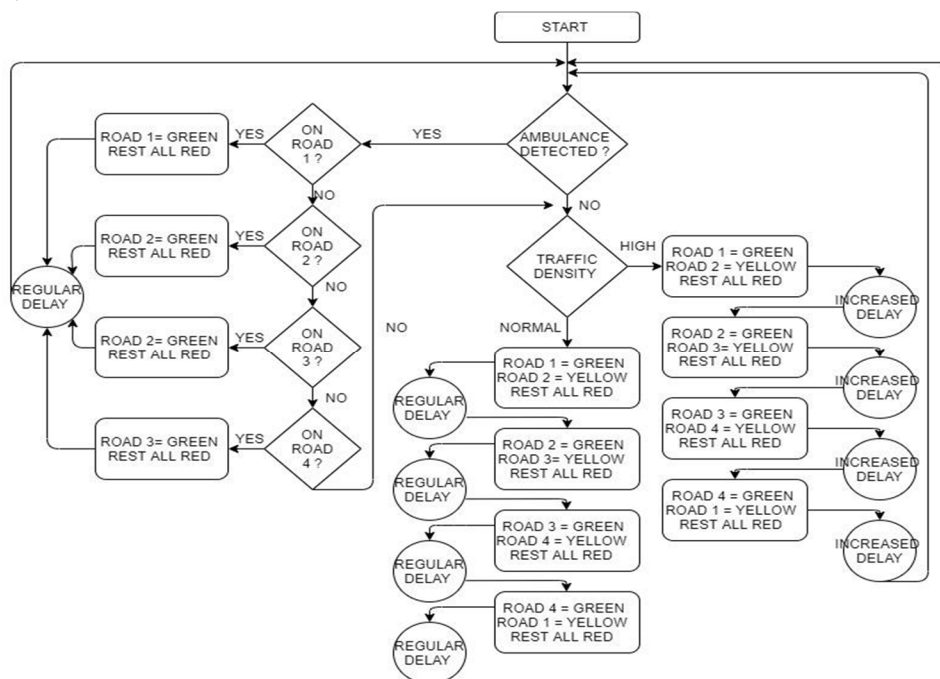 START
AMBULANCE
DETECTED ?
YES
NO
ON
ROAD
1 ?
YES
NO
ROAD 1= GREEN
REST ALL RED
ON
ROAD
2 ?
YES
NO
ROAD 2= GREEN
REST ALL RED
REGULAR
DELAY
ON
ROAD
3 ?
YES
NO
ROAD 2= GREEN
REST ALL RED
ON
ROAD
4 ?
YES
NO
ROAD 3= GREEN
REST ALL RED
TRAFFIC
DENSITY
HIGH
NORMAL
ROAD 1 = GREEN
ROAD 2 = YELLOW
REST ALL RED
REGULAR
DELAY
ROAD 2 = GREEN
ROAD 3= YELLOW
REST ALL RED
REGULAR
DELAY
ROAD 3 = GREEN
ROAD 4 = YELLOW
REST ALL RED
REGULAR
DELAY
ROAD 4 = GREEN
ROAD 1 = YELLOW
REST ALL RED
REGULAR
DELAY
ROAD 1 = GREEN
ROAD 2 = YELLOW
REST ALL RED
INCREASED
DELAY
ROAD 2 = GREEN
ROAD 3= YELLOW
REST ALL RED
INCREASED
DELAY
ROAD 3 = GREEN
ROAD 4 = YELLOW
REST ALL RED
INCREASED
DELAY
ROAD 4 = GREEN
ROAD 1 = YELLOW
REST ALL RED
INCREASED
DELAY